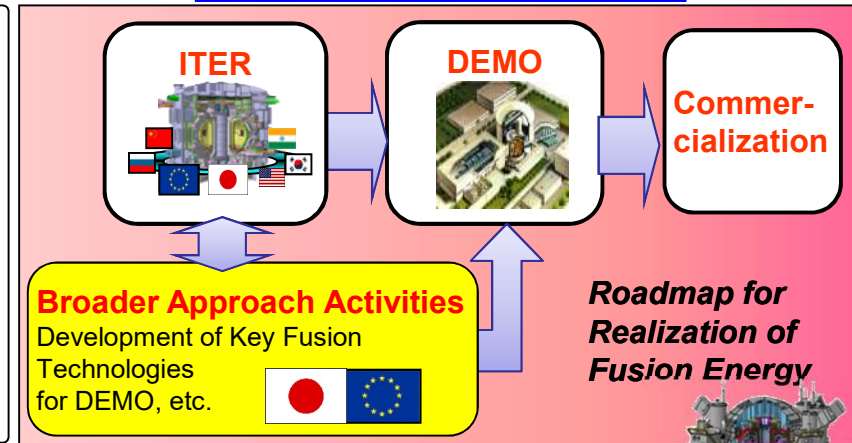 ITER
DEMO
Commer-
cialization
Broader Approach Activities
Development of Key Fusion
Technologies
for DEMO, etc.
Roadmap for
Realization of
Fusion Energy